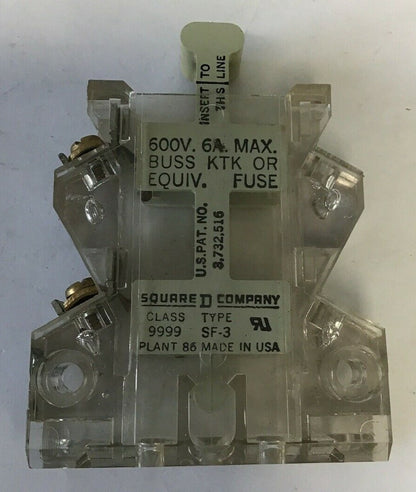 INSERT TO
THIS LINE
600V. 6A. MAX.
BUSS KTK OR
EQUIV. FUSE
U.S. PAT. NO.
3,732,516
SQUARE D COMPANY
CLASS TYPE
9999 SF-3
PLANT 86 MADE IN USA